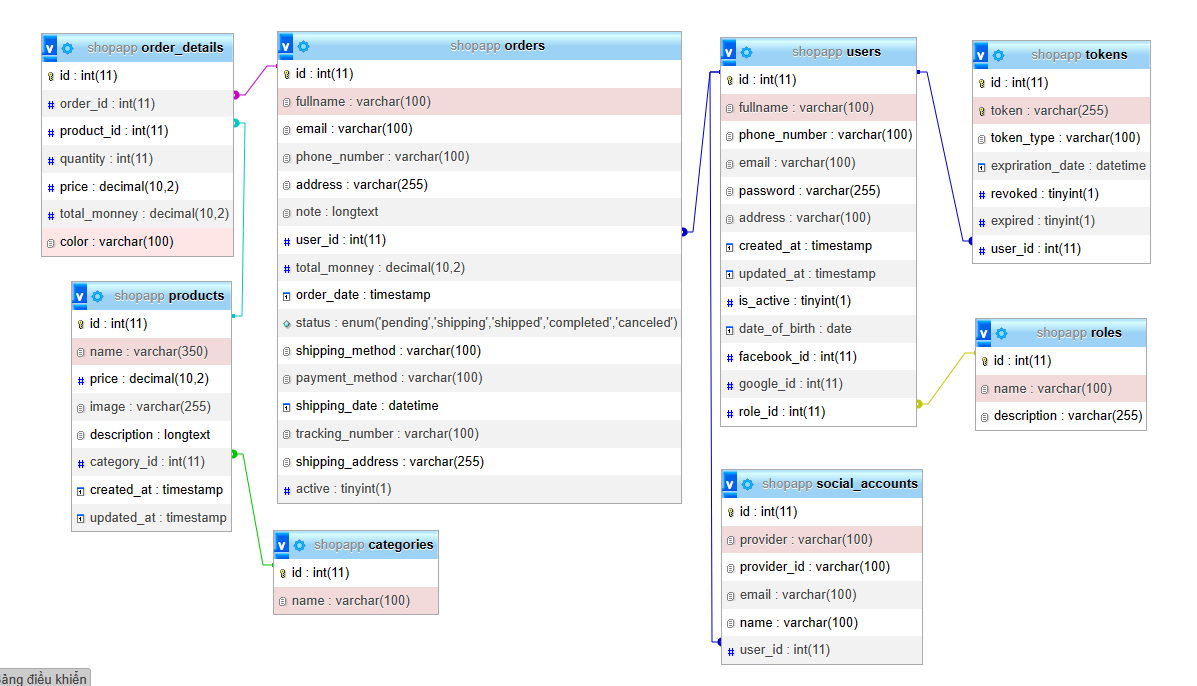 shopapp order_details
id : int(11)
order_id : int(11)
product_id : int(11)
quantity : int(11)
price : decimal(10,2)
total_monney : decimal(10,2)
color : varchar(100)
shopapp products
id : int(11)
name : varchar(350)
price : decimal(10,2)
image : varchar(255)
description : longtext
category_id : int(11)
created_at : timestamp
updated_at : timestamp
shopapp orders
id : int(11)
fullname : varchar(100)
email : varchar(100)
phone_number : varchar(100)
address : varchar(255)
note : longtext
user_id : int(11)
total_monney : decimal(10,2)
order_date : timestamp
status : enum('pending','shipping','shipped','completed','canceled')
shipping_method : varchar(100)
payment_method : varchar(100)
shipping_date : datetime
tracking_number : varchar(100)
shipping_address : varchar(255)
active : tinyint(1)
shopapp categories
id : int(11)
name : varchar(100)
shopapp users
id : int(11)
fullname : varchar(100)
phone_number : varchar(100)
email : varchar(100)
password : varchar(255)
address : varchar(100)
created_at : timestamp
updated_at : timestamp
is_active : tinyint(1)
date_of_birth : date
facebook_id : int(11)
google_id : int(11)
role_id : int(11)
shopapp social_accounts
id : int(11)
provider : varchar(100)
provider_id : varchar(100)
email : varchar(100)
name : varchar(100)
user_id : int(11)
shopapp tokens
id : int(11)
token : varchar(255)
token_type : varchar(100)
expriration_date : datetime
revoked : tinyint(1)
expired : tinyint(1)
user_id : int(11)
shopapp roles
id : int(11)
name : varchar(100)
description : varchar(255)
điều khiển